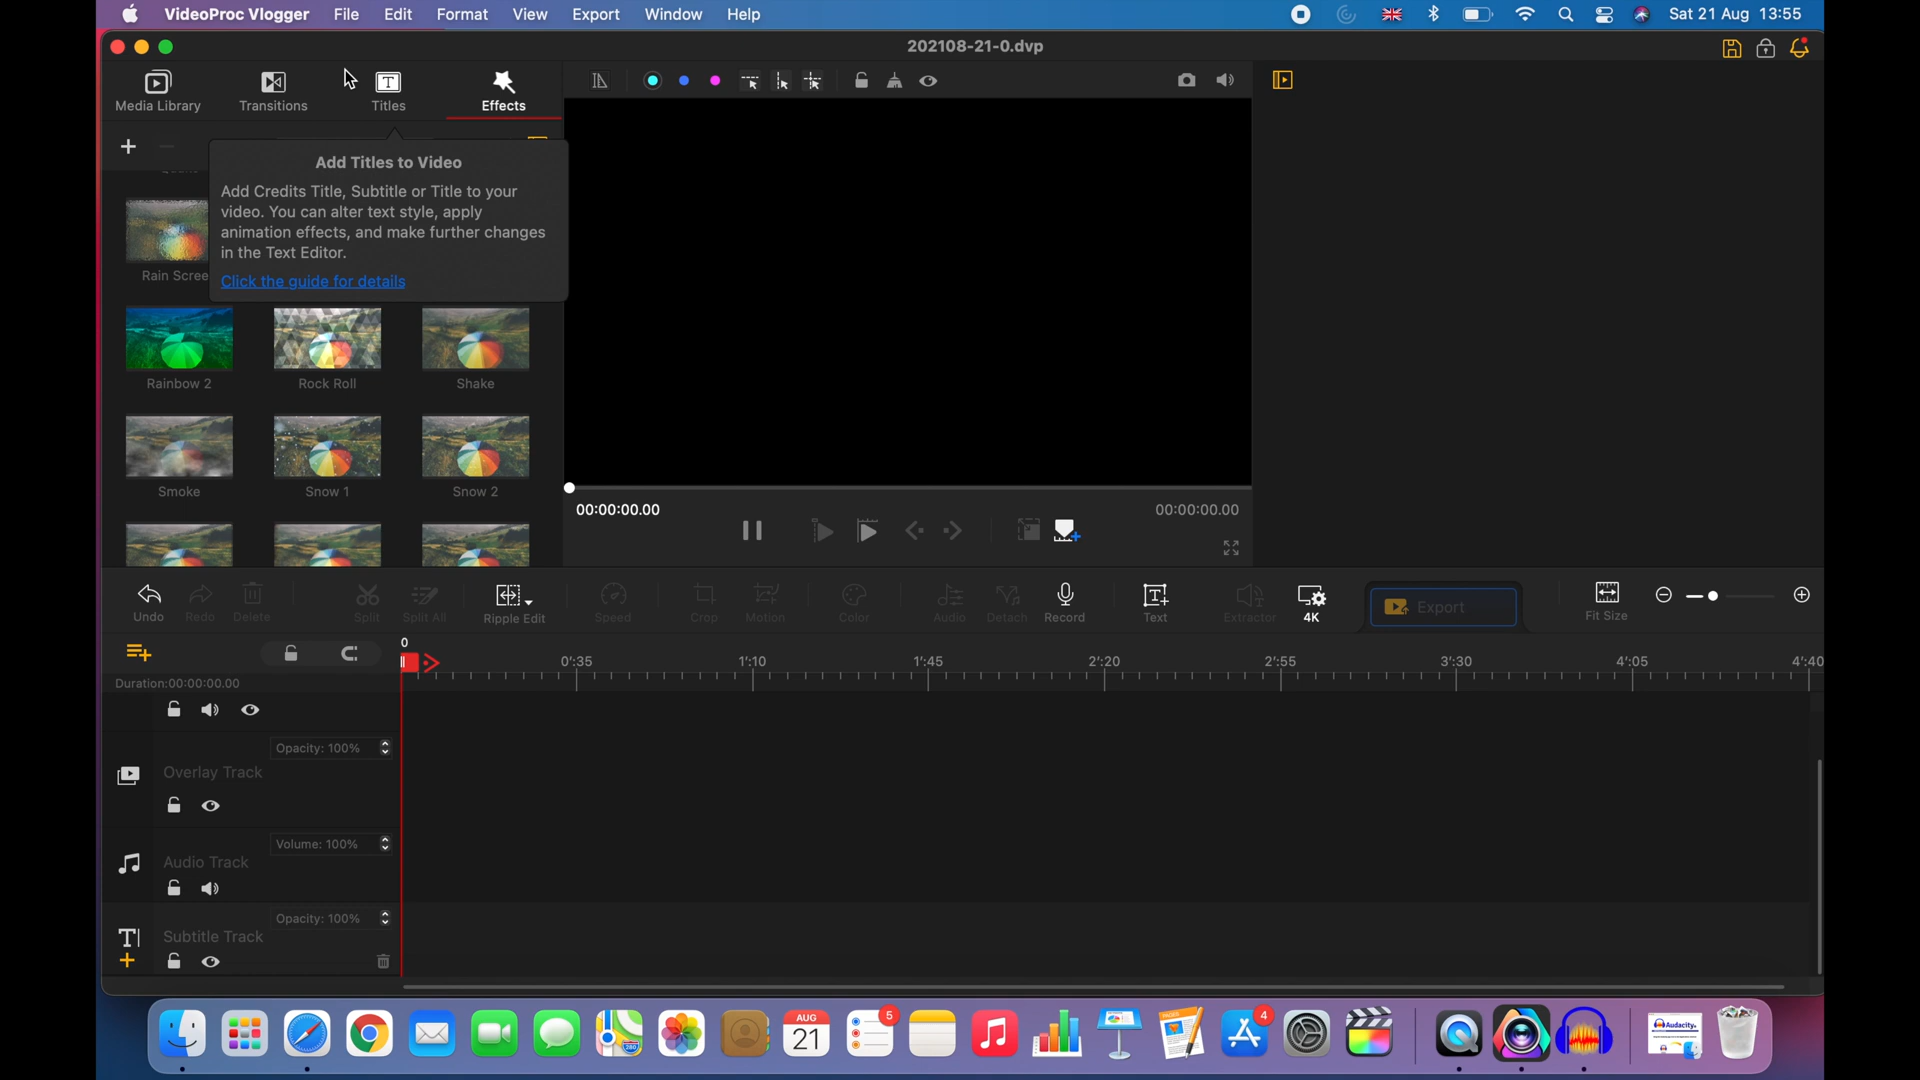 VideoProc Vlogger File Edit Format View Export Window Help Sat 21 Aug 13:55
202108-21-0.dvp
Media Library Transitions Titles Effects
Add Titles to Video
Add Credits Title, Subtitle or Title to your
video. You can alter text style, apply
animation effects, and make further changes
in the Text Editor.
Click the guide for details
Rain Scree
Rainbow 2 Rock Roll Shake
Smoke Snow 1 Snow 2
00:00:00.00 00:00:00.00
Undo Redo Delete Split Split All Ripple Edit Speed Crop Motion Color Audio Detach Record Text Extractor 4K Export Fit Size
0
0':35 1':10 1':45 2':20 2':55 3':30 4':05 4':40
Duration:00:00:00.00
Opacity: 100%
Overlay Track
Volume: 100%
Audio Track
Opacity: 100%
Subtitle Track
AUG
21
5
4
PAGES
280
Audacity